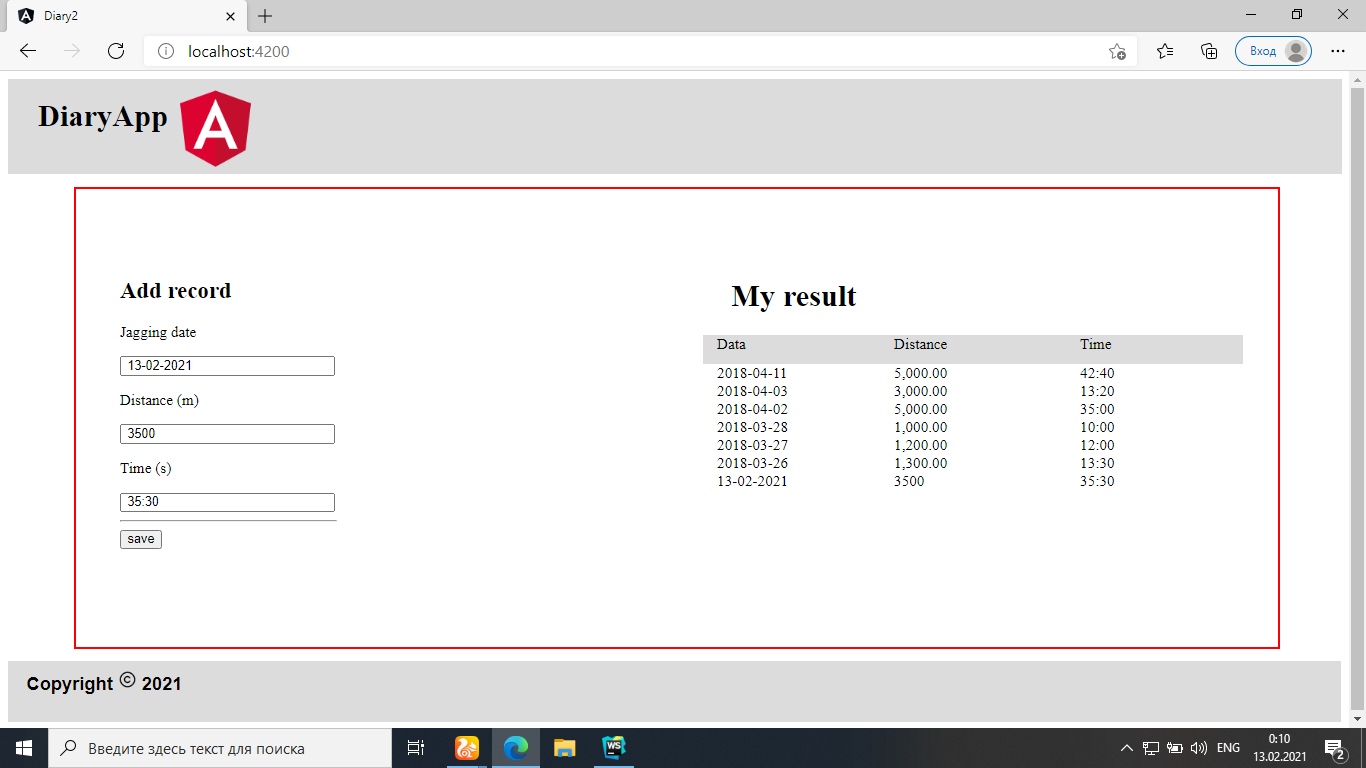 Diary2
localhost:4200
Вход
DiaryApp
A
Add record
Jagging date
13-02-2021
Distance (m)
3500
Time (s)
35:30
save
My result
Data Distance Time
2018-04-11 5,000.00 42:40
2018-04-03 3,000.00 13:20
2018-04-02 5,000.00 35:00
2018-03-28 1,000.00 10:00
2018-03-27 1,200.00 12:00
2018-03-26 1,300.00 13:30
13-02-2021 3500 35:30
Copyright © 2021
Введите здесь текст для поиска
WS
ENG
0:10
13.02.2021
2